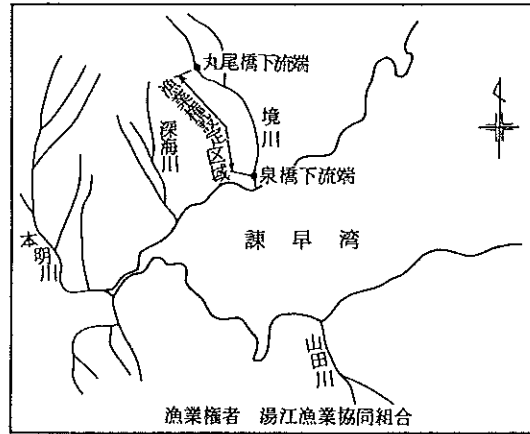 丸尾橋下流端
漁業権設定区域
境川
深海川
泉橋下流端
本明川
諫早湾
山田川
漁業権者 湯江漁業協同組合